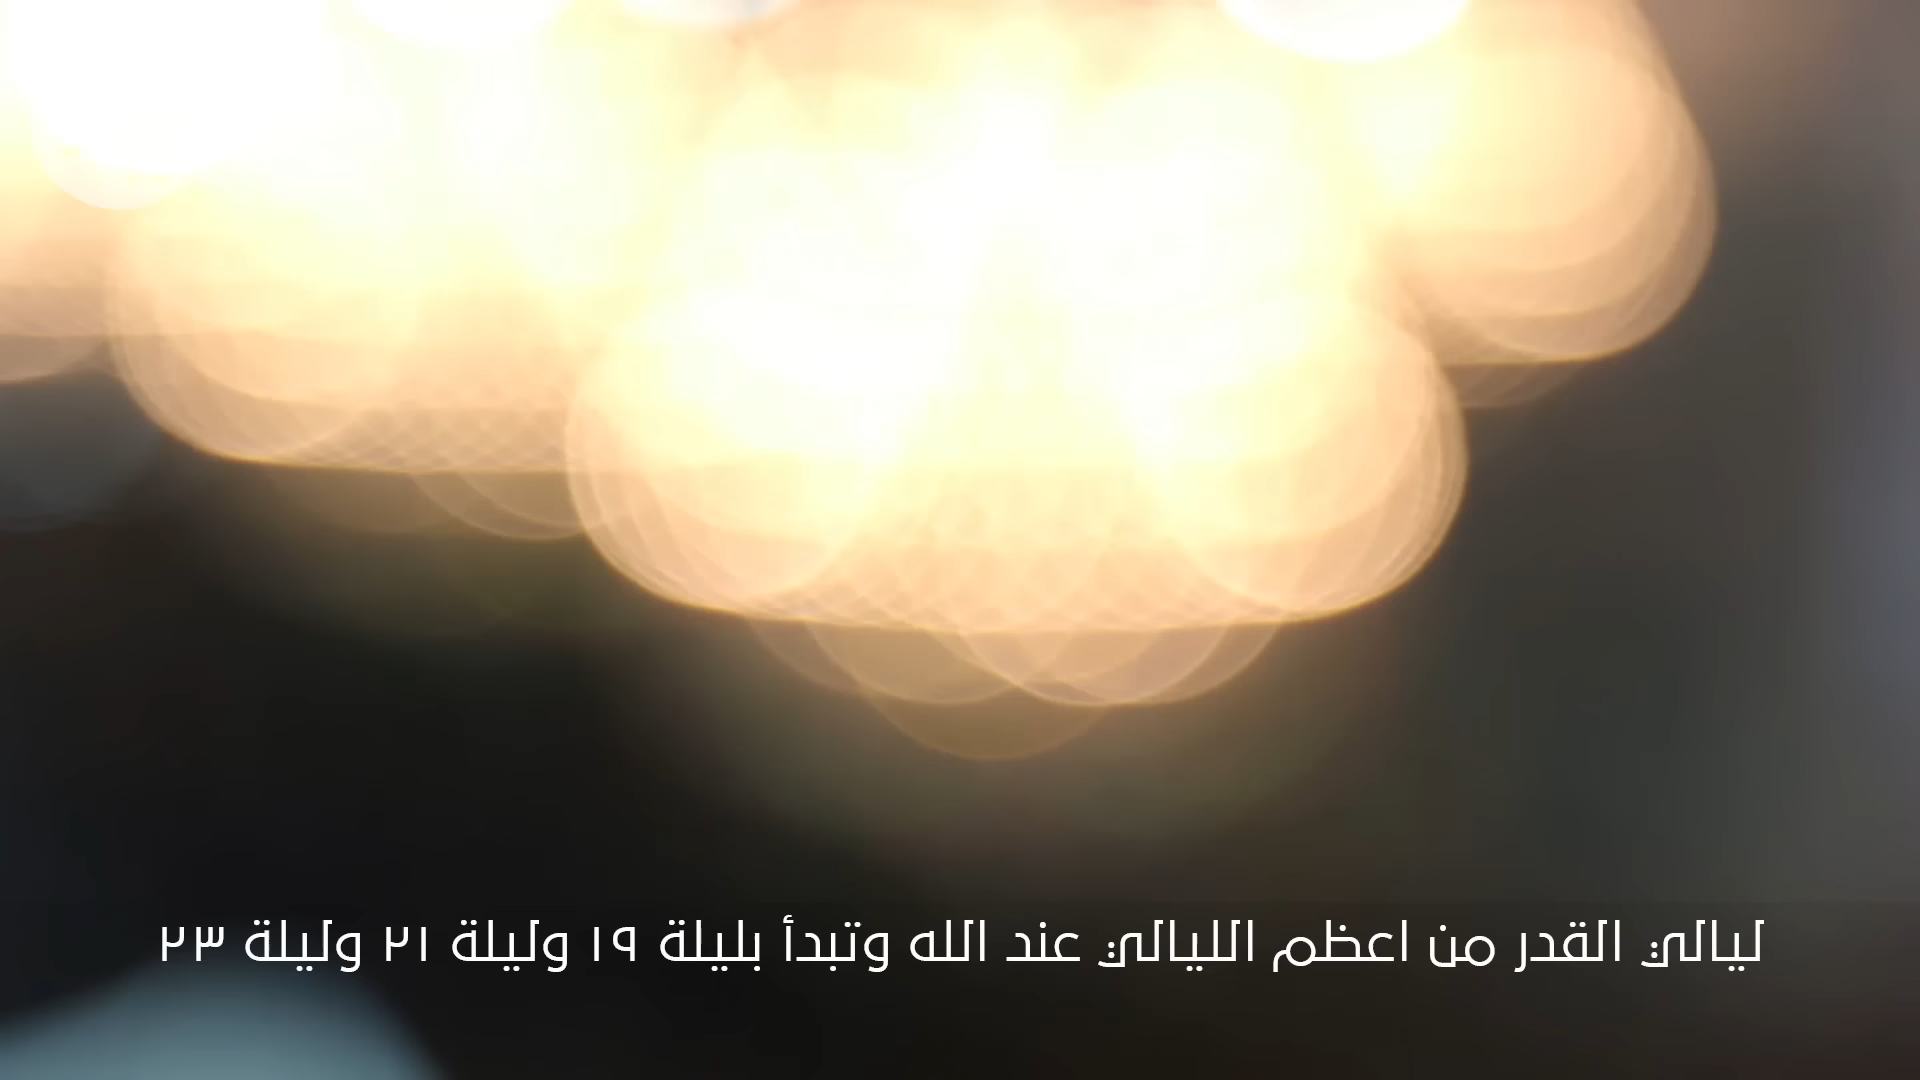 ليالي القدر من اعظم الليالي عند الله وتبدأ بليلة ١٩ وليلة ٢١ وليلة ٢٣